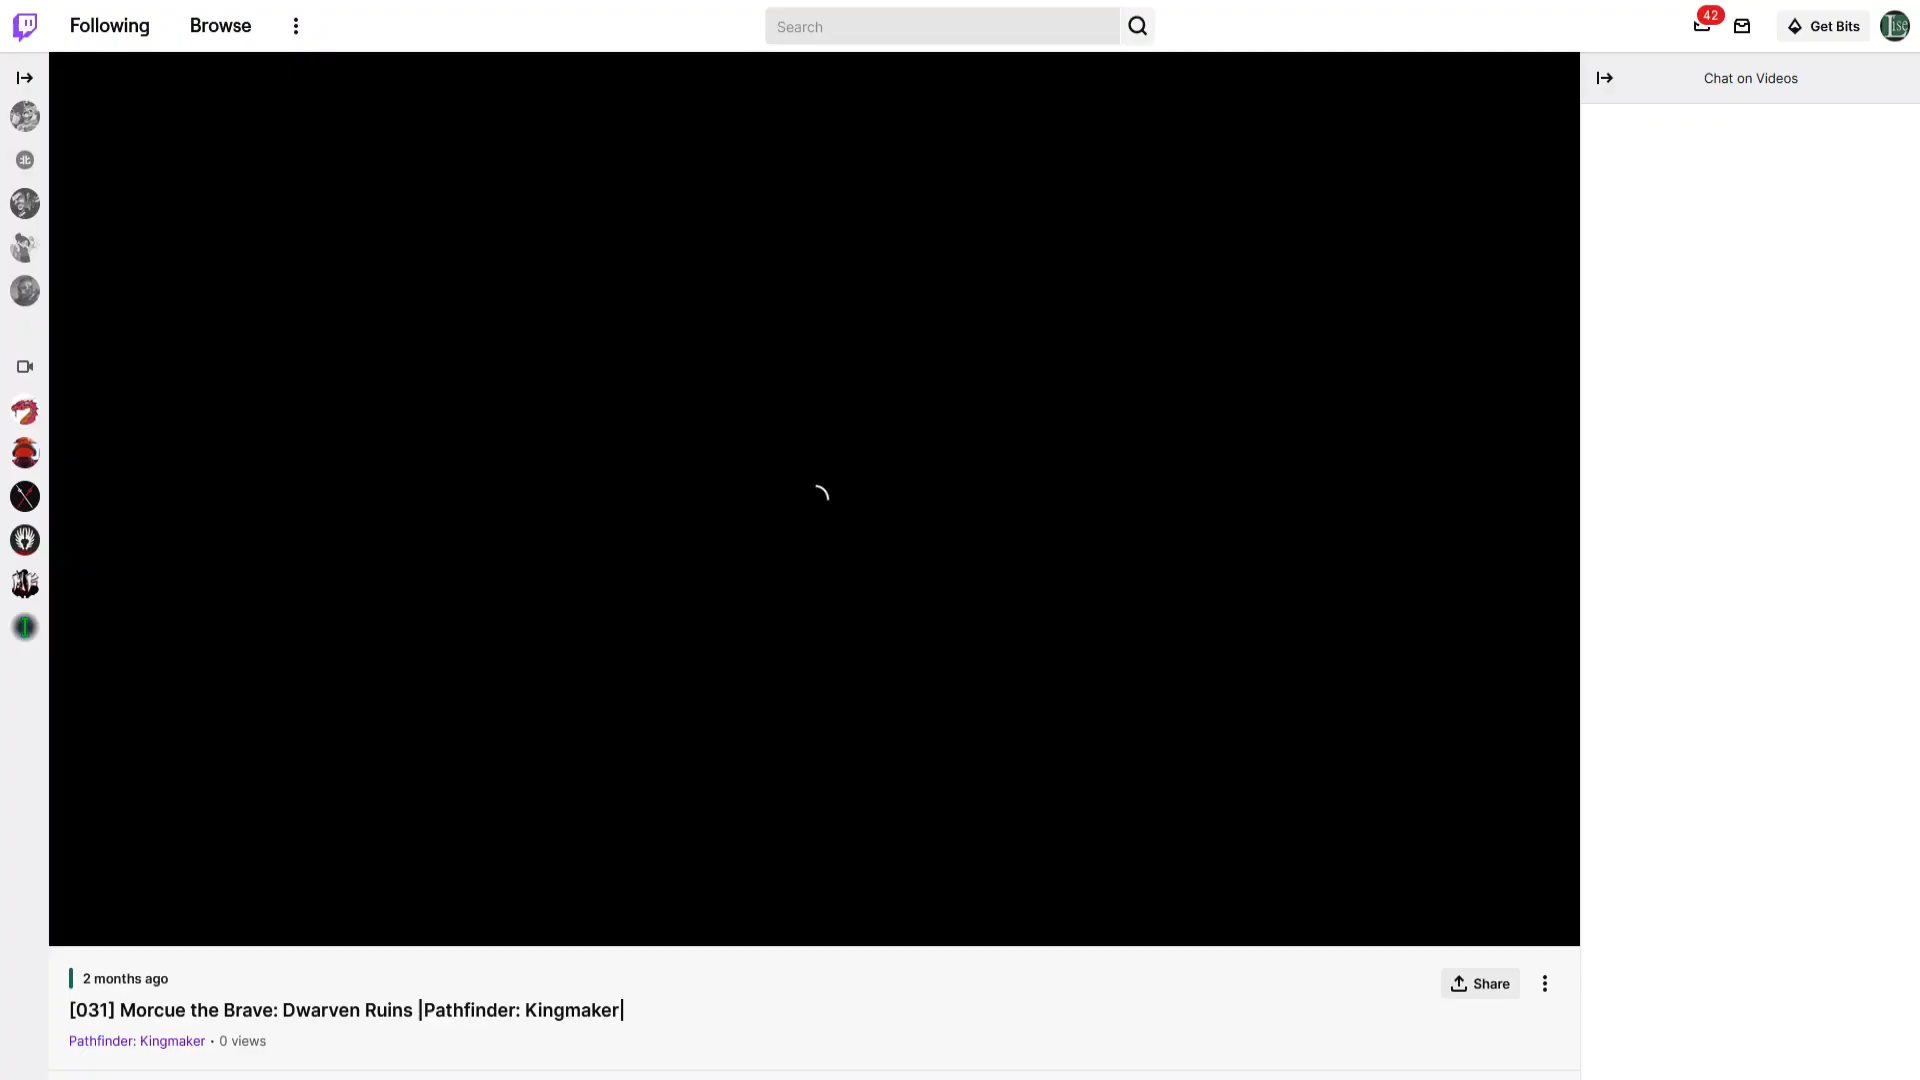 Following
Browse
Search
42
Get Bits
Lise
Chat on Videos
2 months ago
[031] Morcue the Brave: Dwarven Ruins |Pathfinder: Kingmaker|
Pathfinder: Kingmaker • 0 views
Share